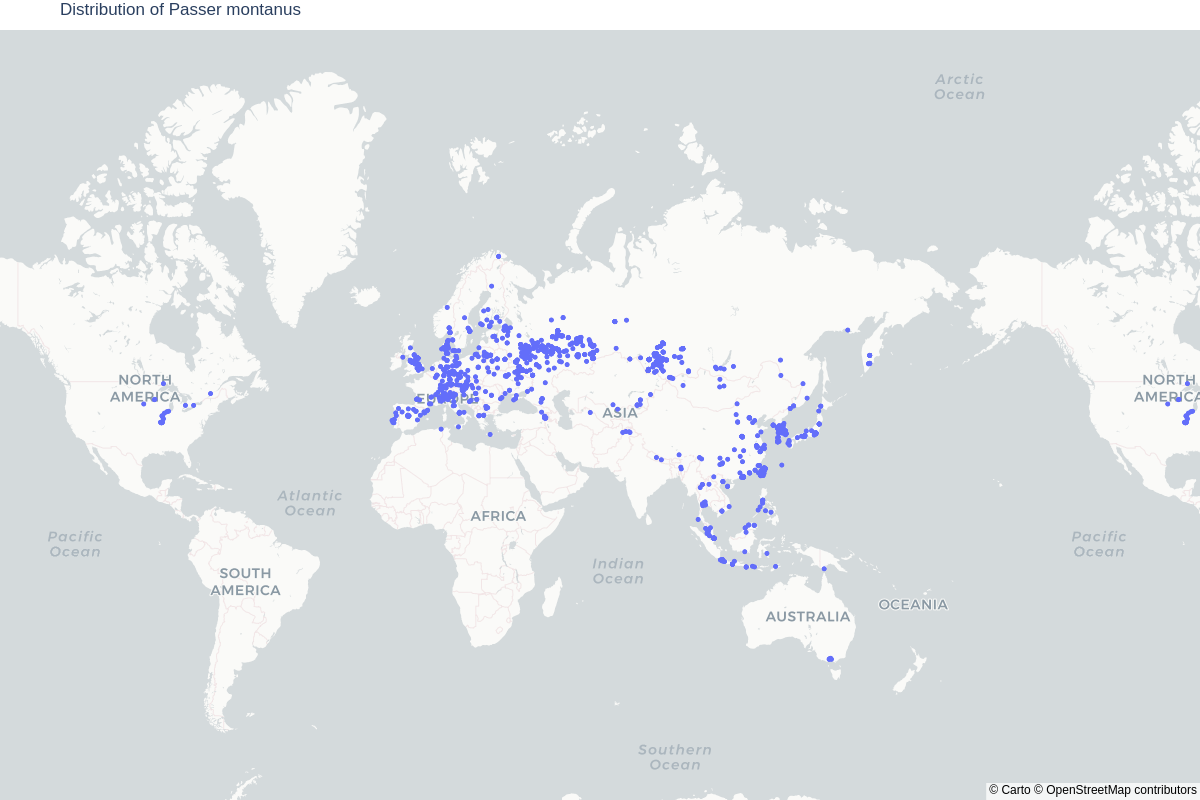 Distribution of Passer montanus
Arctic
Ocean
NORTH
AMERICA
NORTH
AMERICA
EUROPE
ASIA
Atlantic
Ocean
AFRICA
Pacific
Ocean
Pacific
Ocean
Indian
Ocean
SOUTH
AMERICA
OCEANIA
AUSTRALIA
Southern
Ocean
© Carto © OpenStreetMap contributors